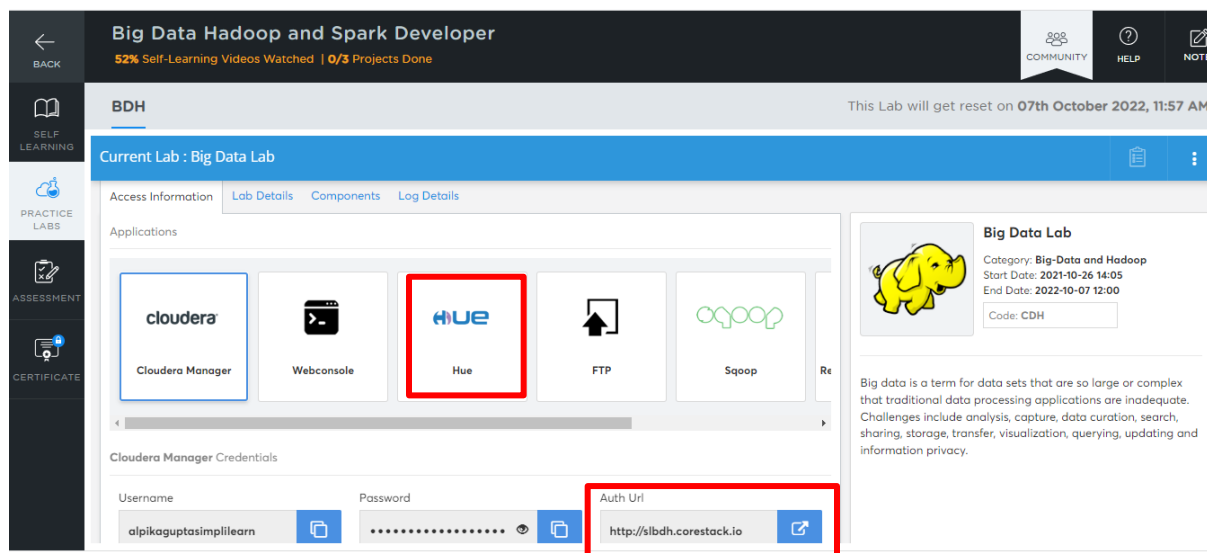 Big Data Hadoop and Spark Developer
52% Self-Learning Videos Watched | 0/3 Projects Done
BACK
COMMUNITY
HELP
NOT
SELF
LEARNING
PRACTICE
LABS
ASSESSMENT
CERTIFICATE
BDH
This Lab will get reset on 07th October 2022, 11:57 AM
Current Lab : Big Data Lab
Access Information Lab Details Components Log Details
Applications
cloudera
Cloudera Manager
Webconsole
HUE
Hue
FTP
sqoop
Sqoop
Re
Cloudera Manager Credentials
Username
alpikaguptasimplilearn
Password
••••••••••••••••••
Auth Url
http://slbdh.corestack.io
Big Data Lab
Category: Big-Data and Hadoop
Start Date: 2021-10-26 14:05
End Date: 2022-10-07 12:00
Code: CDH
Big data is a term for data sets that are so large or complex
that traditional data processing applications are inadequate.
Challenges include analysis, capture, data curation, search,
sharing, storage, transfer, visualization, querying, updating and
information privacy.